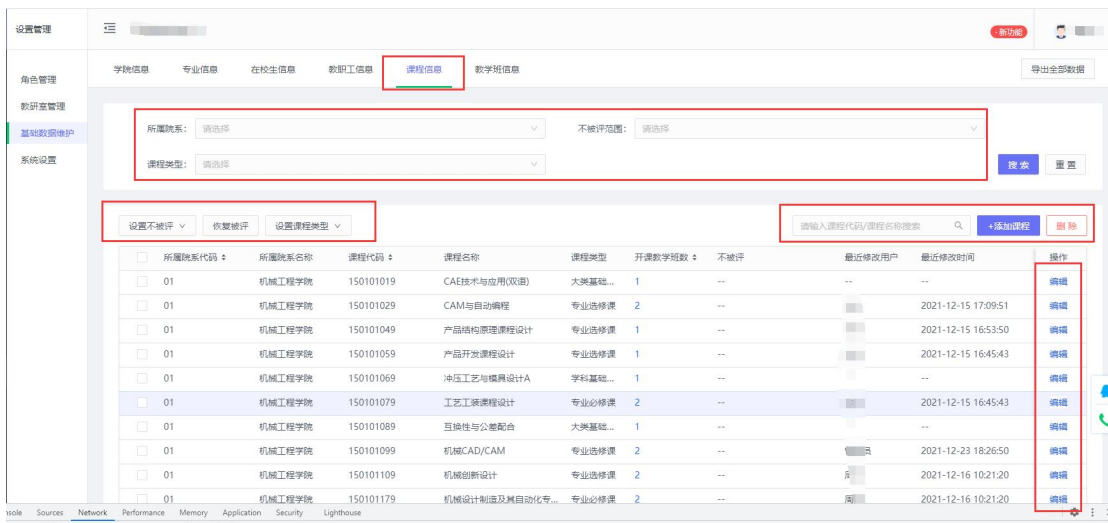 设置管理
-新功能
学院信息 专业信息 在校生信息 教职工信息 课程信息 教学班信息 导出全部数据
角色管理
教研室管理
基础数据维护
系统设置
所属院系： 请选择 不被评范围： 请选择
课程类型： 请选择
搜索 重置
设置不被评 恢复被评 设置课程类型 请输入课程代码/课程名称搜索 +添加课程 删除
所属院系代码 所属院系名称 课程代码 课程名称 课程类型 开课教学班数 不被评 最近修改用户 最近修改时间 操作
01 机械工程学院 150101019 CAE技术与应用(双语) 大类基础... 1 -- -- -- 编辑
01 机械工程学院 150101029 CAM与自动编程 专业选修课 2 -- 2021-12-15 17:09:51 编辑
01 机械工程学院 150101049 产品结构原理课程设计 专业选修课 1 -- 2021-12-15 16:53:50 编辑
01 机械工程学院 150101059 产品开发课程设计 专业选修课 1 -- 2021-12-15 16:45:43 编辑
01 机械工程学院 150101069 冲压工艺与模具设计A 学科基础... 1 -- -- 编辑
01 机械工程学院 150101079 工艺工装课程设计 专业必修课 2 -- 2021-12-15 16:45:43 编辑
01 机械工程学院 150101089 互换性与公差配合 大类基础... 1 -- -- 编辑
01 机械工程学院 150101099 机械CAD/CAM 专业选修课 2 -- 员 2021-12-23 18:26:50 编辑
01 机械工程学院 150101109 机械创新设计 专业选修课 2 -- 2021-12-16 10:21:20 编辑
01 机械工程学院 150101179 机械设计制造及其自动化专... 专业必修课 2 -- 周 2021-12-16 10:21:20 编辑
nsole Sources Network Performance Memory Application Security Lighthouse